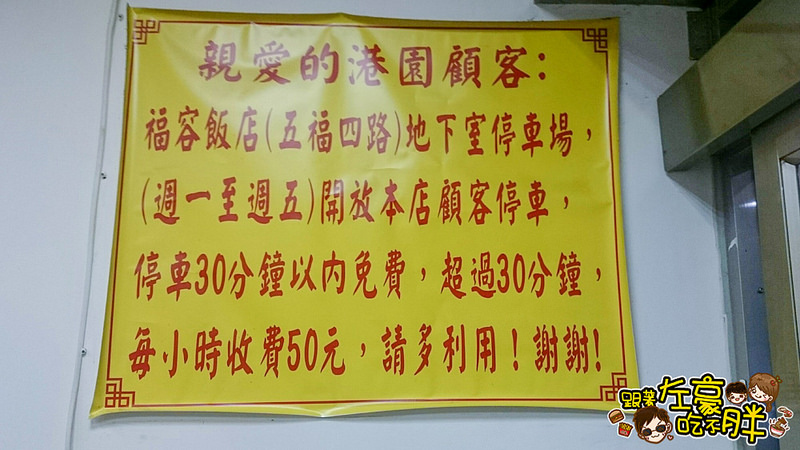 親愛的港園顧客：
福容飯店(五福四路)地下室停車場，
(週一至週五)開放本店顧客停車，
停車30分鐘以內免費，超過30分鐘，
每小時收費50元，請多利用！謝謝!
跟著左豪吃不胖